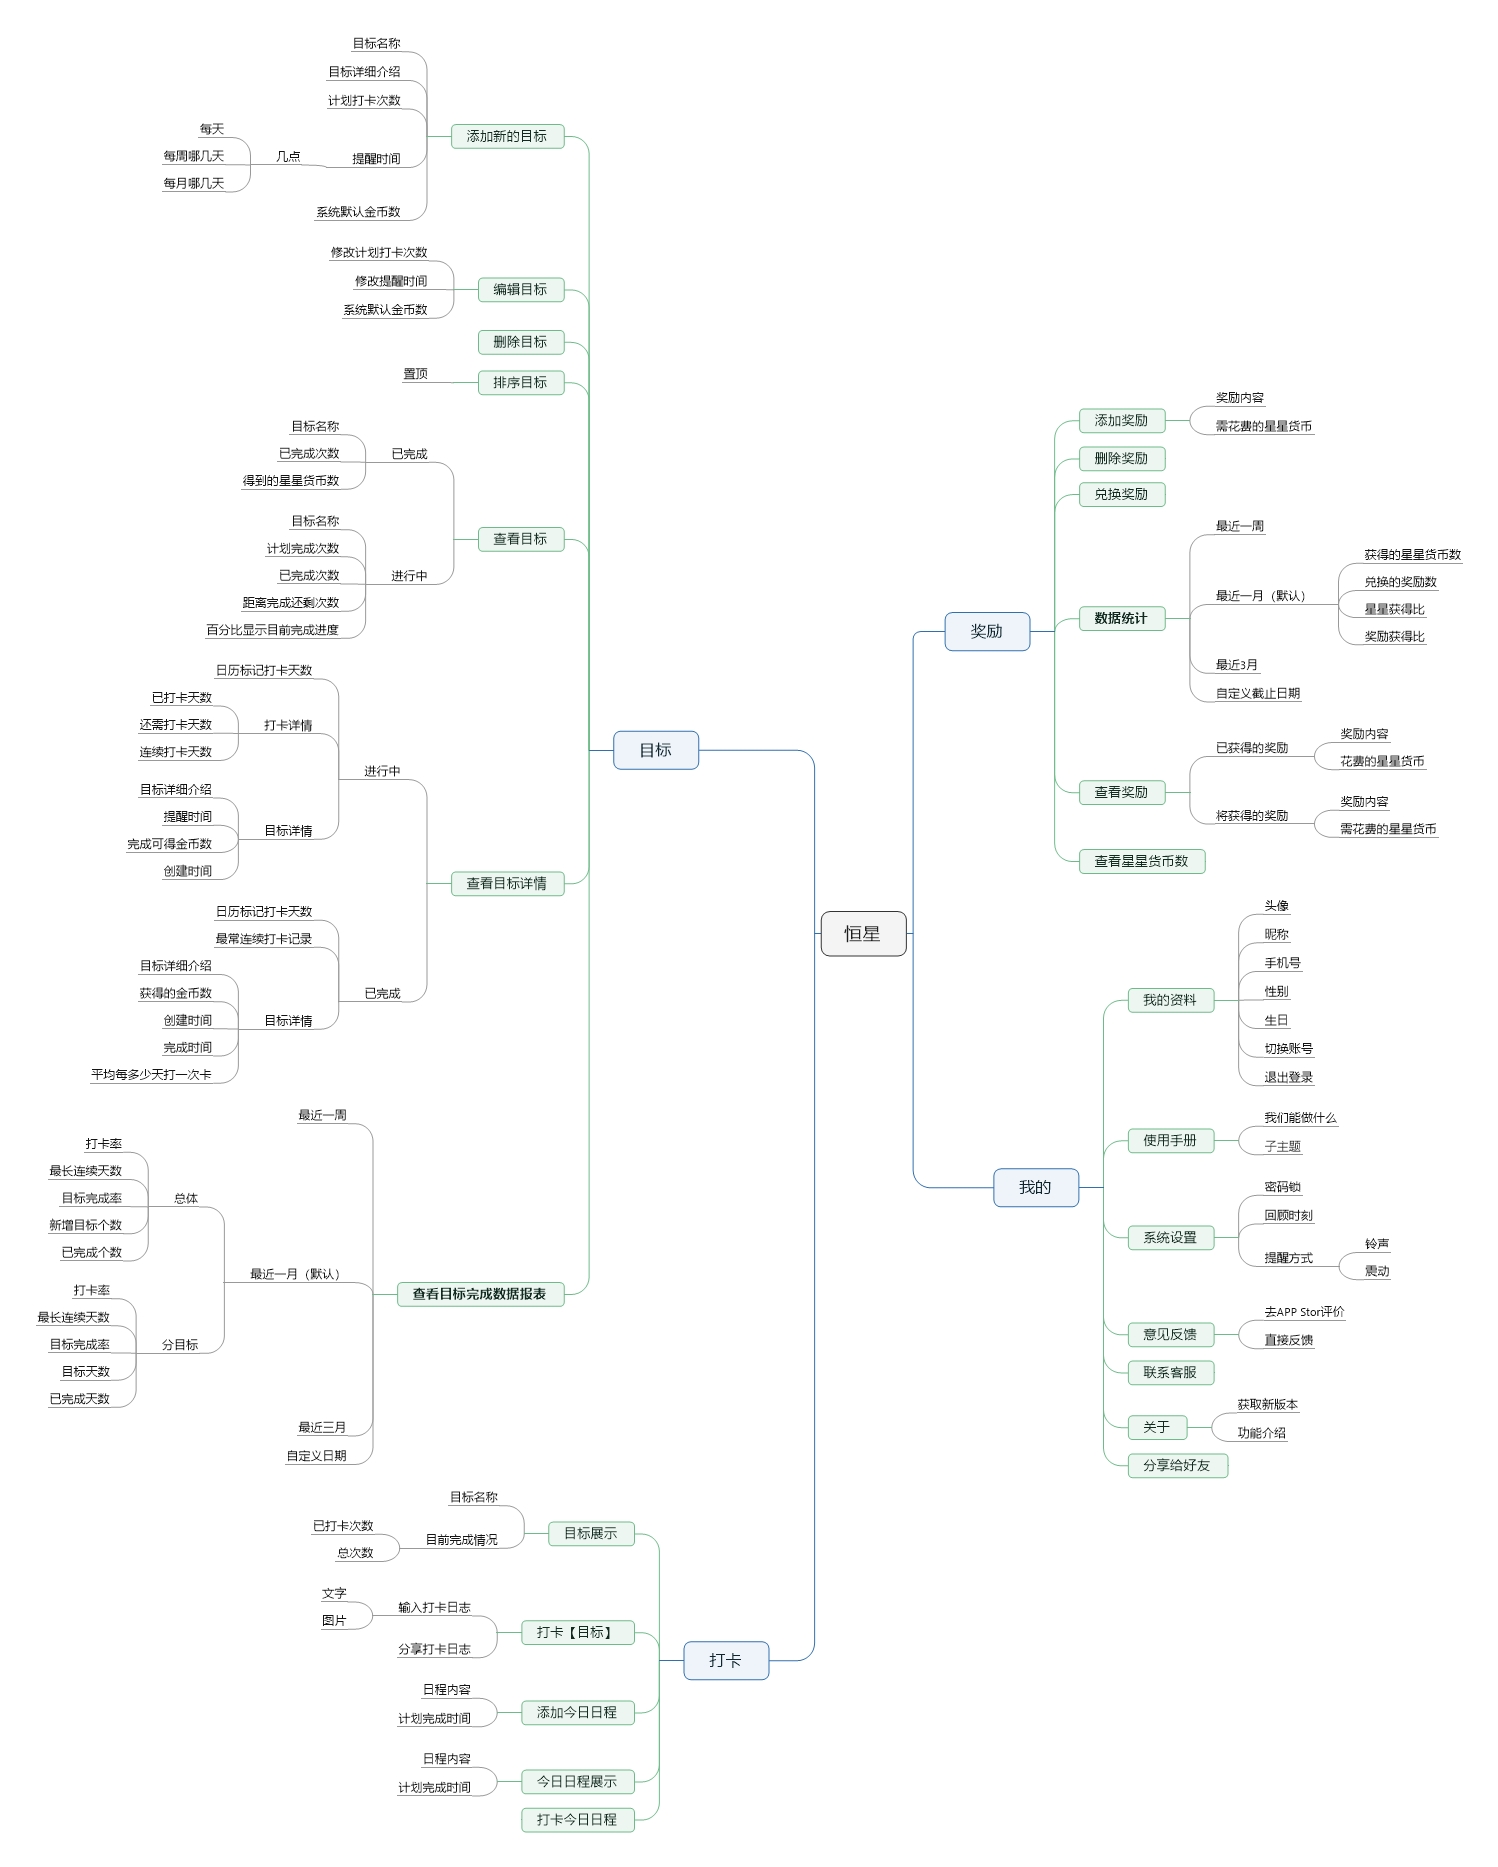 恒星
目标
添加新的目标
目标名称
目标详细介绍
计划打卡次数
提醒时间
几点
每天
每周哪几天
每月哪几天
系统默认金币数
编辑目标
修改计划打卡次数
修改提醒时间
系统默认金币数
删除目标
排序目标
置顶
查看目标
已完成
目标名称
已完成次数
得到的星星货币数
进行中
目标名称
计划完成次数
已完成次数
距离完成还剩次数
百分比显示目前完成进度
查看目标详情
进行中
日历标记打卡天数
打卡详情
已打卡天数
还需打卡天数
连续打卡天数
目标详情
目标详细介绍
提醒时间
完成可得金币数
创建时间
已完成
日历标记打卡天数
最常连续打卡记录
目标详情
目标详细介绍
获得的金币数
创建时间
完成时间
平均每多少天打一次卡
查看目标完成数据报表
最近一周
最近一月（默认）
总体
打卡率
最长连续天数
目标完成率
新增目标个数
已完成个数
分目标
打卡率
最长连续天数
目标完成率
目标天数
已完成天数
最近三月
自定义日期
打卡
目标展示
目标名称
目前完成情况
已打卡次数
总次数
打卡【目标】
输入打卡日志
文字
图片
分享打卡日志
添加今日日程
日程内容
计划完成时间
今日日程展示
日程内容
计划完成时间
打卡今日日程
奖励
添加奖励
奖励内容
需花费的星星货币
删除奖励
兑换奖励
数据统计
最近一周
最近一月（默认）
获得的星星货币数
兑换的奖励数
星星获得比
奖励获得比
最近3月
自定义截止日期
查看奖励
已获得的奖励
奖励内容
花费的星星货币
将获得的奖励
奖励内容
需花费的星星货币
查看星星货币数
我的
我的资料
头像
昵称
手机号
性别
生日
切换账号
退出登录
使用手册
我们能做什么
子主题
系统设置
密码锁
回顾时刻
提醒方式
铃声
震动
意见反馈
去APP Stor评价
直接反馈
联系客服
关于
获取新版本
功能介绍
分享给好友